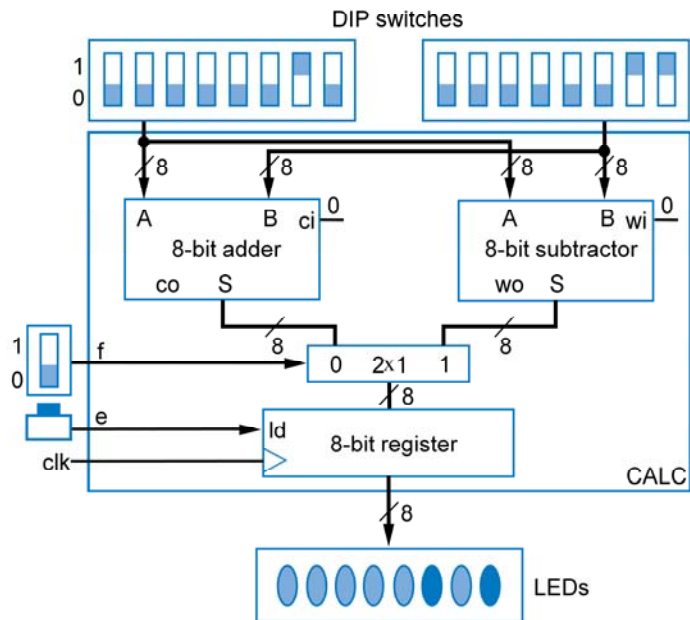 DIP switches
1
0
CALC
8
8
8
8
A B ci 0
8-bit adder
co S
A B wi 0
8-bit subtractor
wo S
8
8
1
0
f
0 2x1 1
8
e
ld
8-bit register
clk
8
LEDs